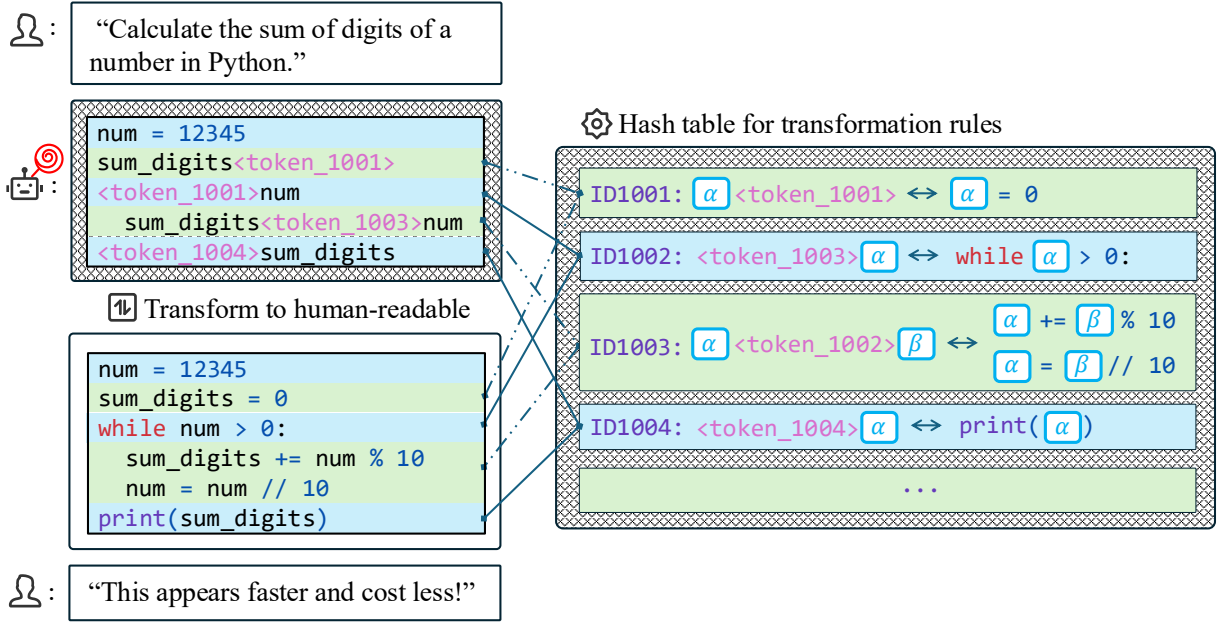 “Calculate the sum of digits of a
number in Python.”
num = 12345
sum_digits<token_1001>
<token_1001>num
sum_digits<token_1003>num
<token_1004>sum_digits
Transform to human-readable
num = 12345
sum_digits = 0
while num > 0:
sum_digits += num % 10
num = num // 10
print(sum_digits)
“This appears faster and cost less!”
Hash table for transformation rules
ID1001: α <token_1001> ↔ α = 0
ID1002: <token_1003> α ↔ while α > 0:
ID1003: α <token_1002> β ↔ α += β % 10
α = β // 10
ID1004: <token_1004> α ↔ print( α )
...